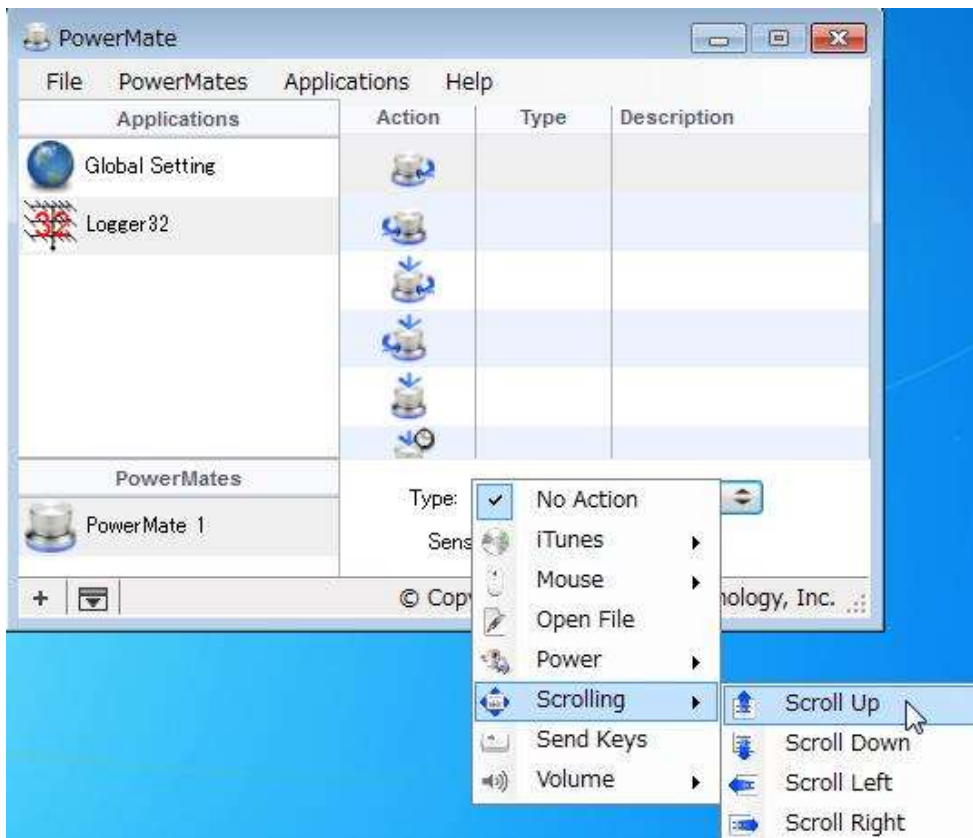 PowerMate
File PowerMates Applications Help
Applications Action Type Description
Global Setting
32 Logger32
PowerMates
PowerMate 1
Type:
Sens
No Action
iTunes
Mouse
Open File
Power
Scrolling
Send Keys
Volume
Scroll Up
Scroll Down
Scroll Left
Scroll Right
+ © Cop nology, Inc.